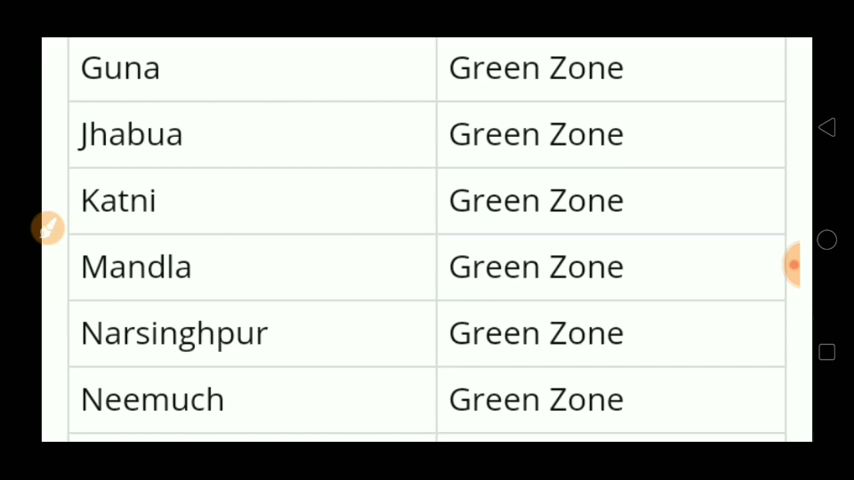 Guna Green Zone
Jhabua Green Zone
Katni Green Zone
Mandla Green Zone
Narsinghpur Green Zone
Neemuch Green Zone